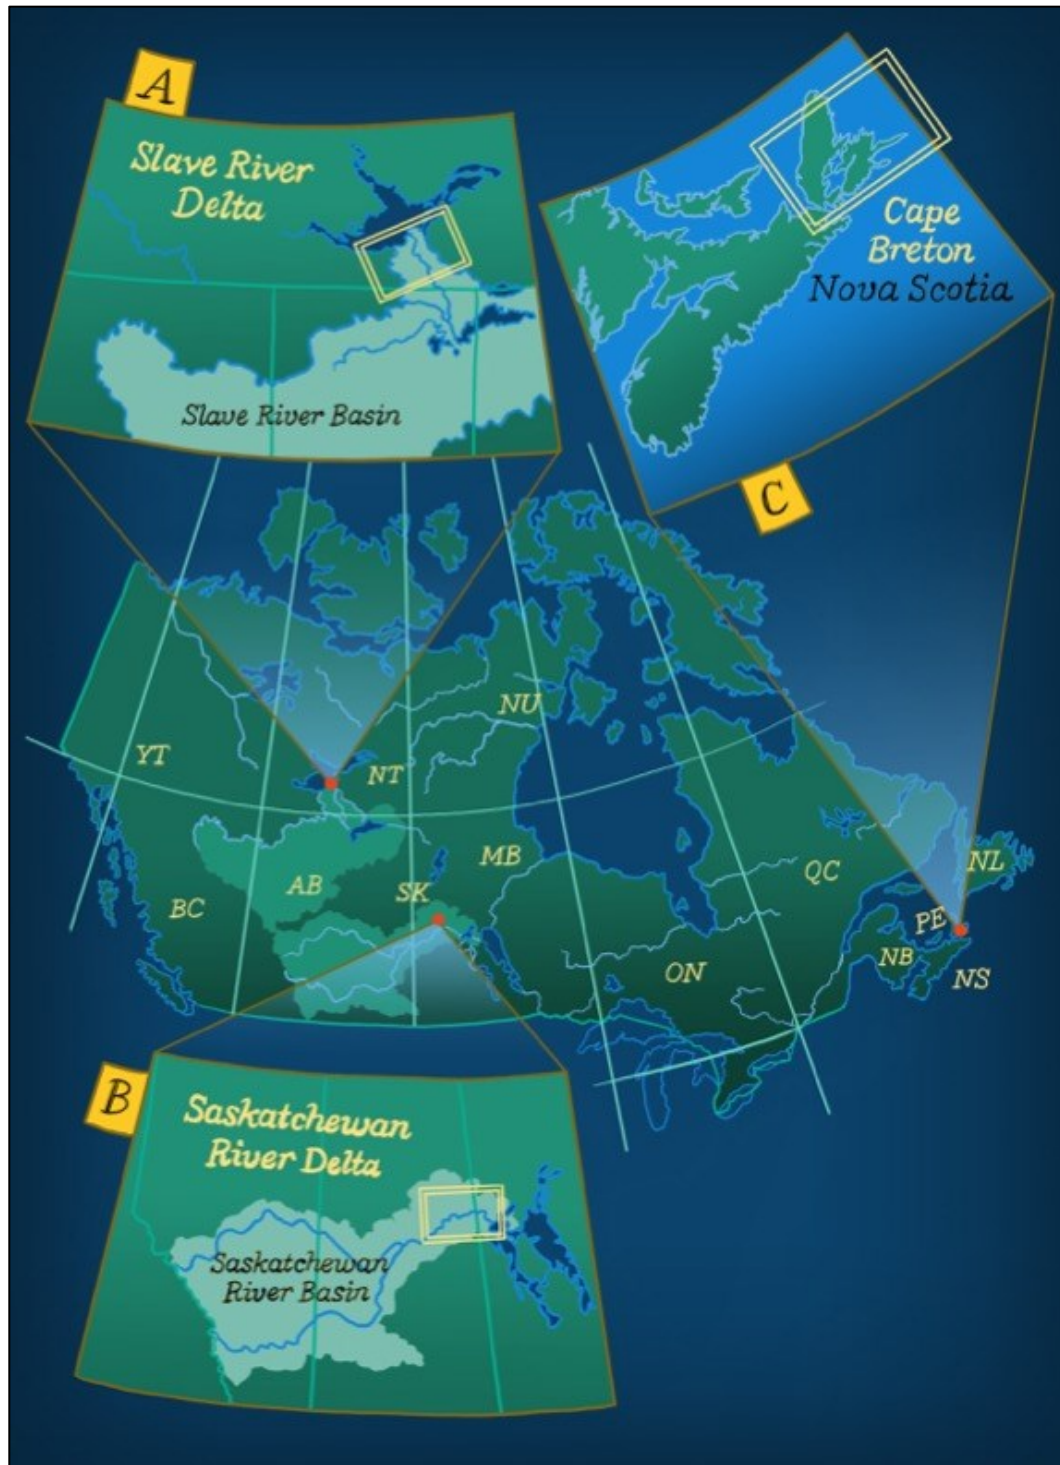 A
Slave River
Delta
Slave River Basin
Cape
Breton
Nova Scotia
C
NU
YT
NT
MB
QC
NL
AB
SK
BC
PE
NB
ON
NS
B
Saskatchewan
River Delta
Saskatchewan
River Basin